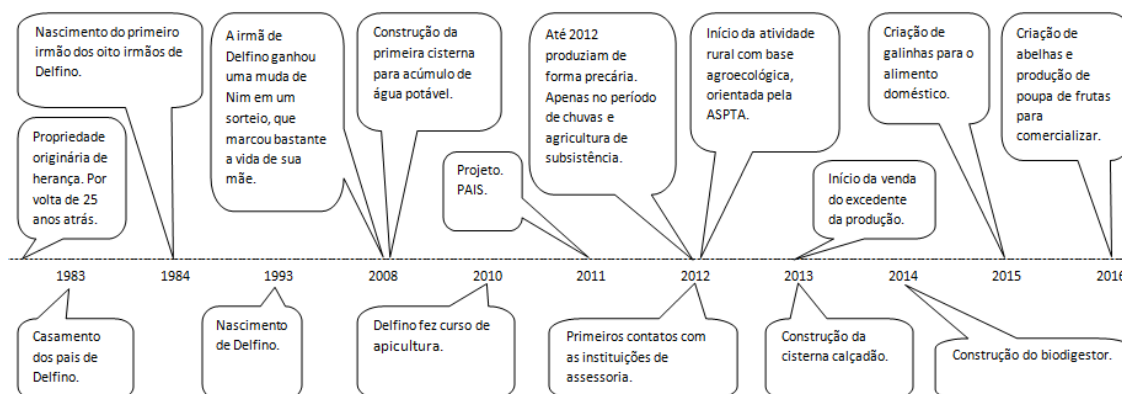 Nascimento do primeiro
irmão dos oito irmãos de
Delfino.
Propriedade
originária de
herança. Por
volta de 25
anos atrás.
A irmã de
Delfino ganhou
uma muda de
Nim em um
sorteio, que
marcou bastante
a vida de sua
mãe.
Construção da
primeira cisterna
para acúmulo de
água potável.
Projeto.
PAIS.
Até 2012
produziam de
forma precária.
Apenas no período
de chuvas e
agricultura de
subsistência.
Início da atividade
rural com base
agroecológica,
orientada pela
ASPTA.
Início da venda
do excedente
da produção.
Criação de
galinhas para o
alimento
doméstico.
Criação de
abelhas e
produção de
poupa de frutas
para
comercializar.
1983 1984 1993 2008 2010 2011 2012 2013 2014 2015 2016
Casamento
dos pais de
Delfino.
Nascimento
de Delfino.
Delfino fez curso de
apicultura.
Primeiros contatos com
as instituições de
assessoria.
Construção da
cisterna calçadão.
Construção do biodigestor.